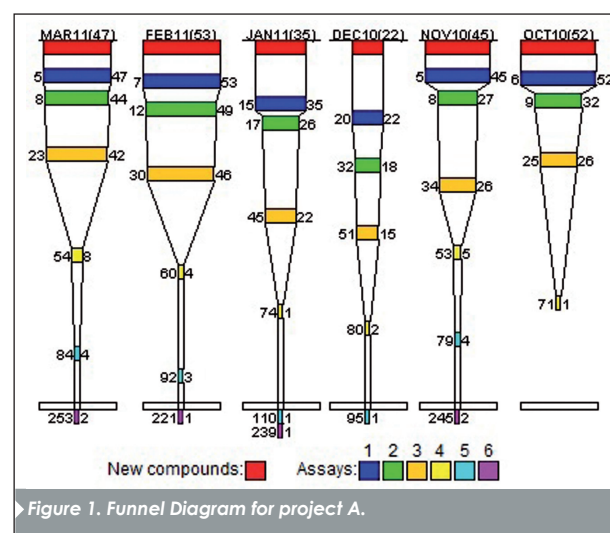 MAR11(47) FEB11(53) JAN11(35) DEC10(22) NOV10(45) OCT10(52)
5 47 7 53 15 35 20 22 5 45 6 52
8 44 12 49 17 26 32 18 8 27 9 32
23 42 30 46 45 22 51 15 34 26 25 26
54 8 60 4 74 1 80 2 53 5 71 1
84 4 92 3 110 1 95 1 79 4
253 2 221 1 239 1 245 2
1 2 3 4 5 6
New compounds: Assays:
Figure 1. Funnel Diagram for project A.